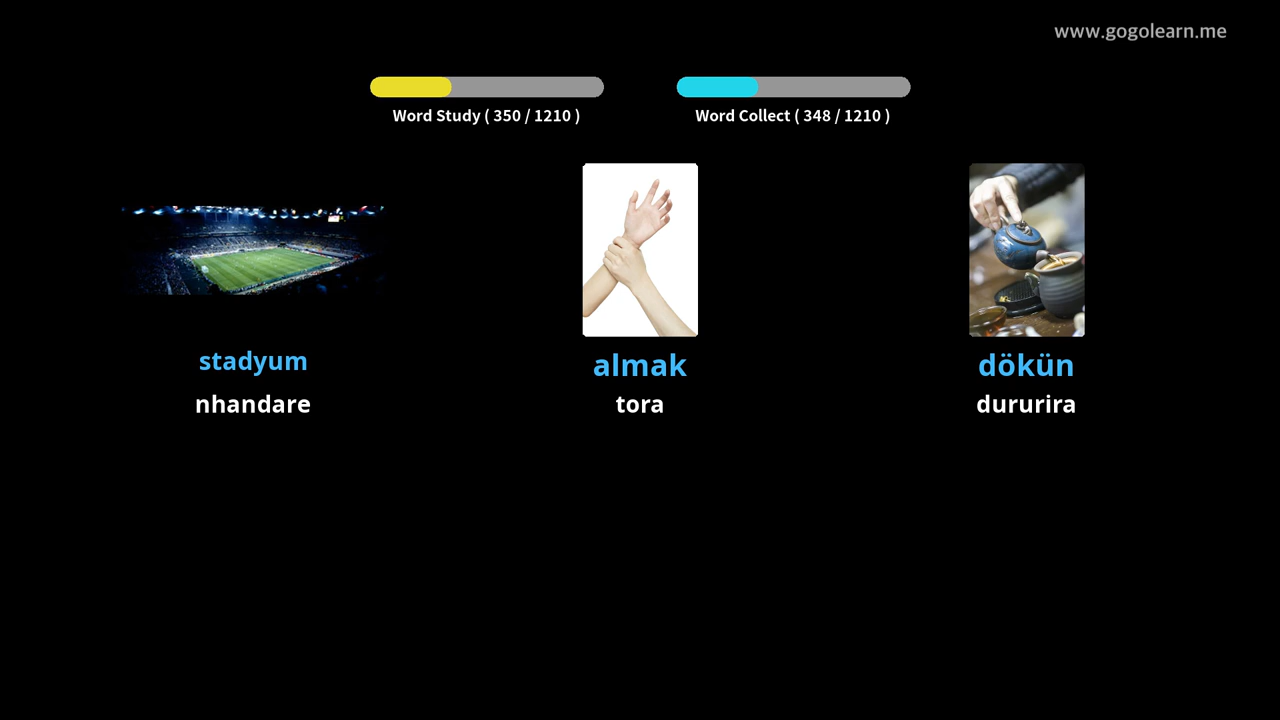 www.gogolearn.me
Word Study ( 350 / 1210 )
Word Collect ( 348 / 1210 )
stadyum
nhandare
almak
tora
dökün
dururira